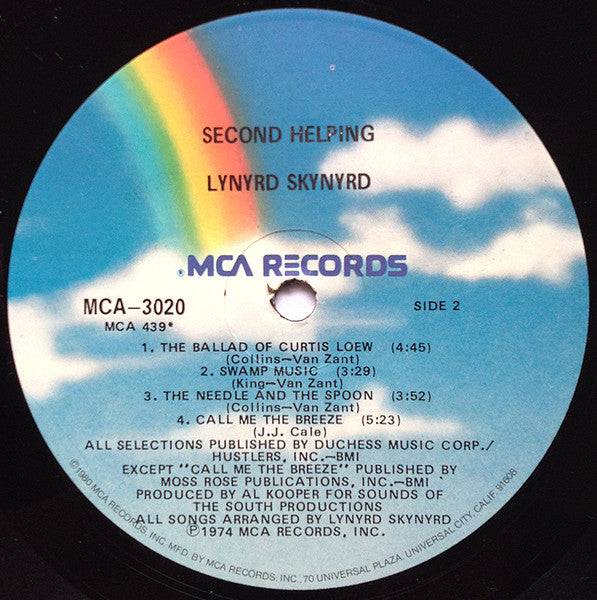 SECOND HELPING
LYNYRD SKYNYRD
®MCA RECORDS
MCA-3020
MCA 439*
SIDE 2
1. THE BALLAD OF CURTIS LOEW (4:45)
(Collins-Van Zant)
2. SWAMP MUSIC (3:29)
(King-Van Zant)
3. THE NEEDLE AND THE SPOON (3:52)
(Collins-Van Zant)
4. CALL ME THE BREEZE (5:23)
(J.J. Cale)
ALL SELECTIONS PUBLISHED BY DUCHESS MUSIC CORP./
HUSTLERS, INC.-BMI
EXCEPT "CALL ME THE BREEZE" PUBLISHED BY
MOSS ROSE PUBLICATIONS, INC.-BMI
PRODUCED BY AL KOOPER FOR SOUNDS OF
THE SOUTH PRODUCTIONS
ALL SONGS ARRANGED BY LYNYRD SKYNYRD
Ⓟ1974 MCA RECORDS, INC.
©1980 MCA RECORDS, INC. MFD. BY MCA RECORDS, INC., 70 UNIVERSAL PLAZA, UNIVERSAL CITY, CALIF. 91608